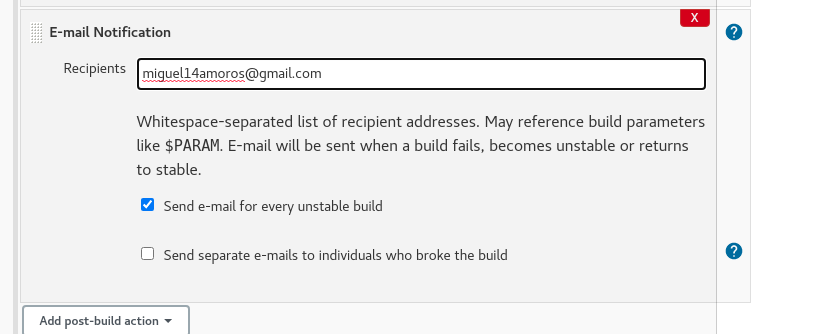 X
E-mail Notification
?
Recipients
miguel14amoros@gmail.com
Whitespace-separated list of recipient addresses. May reference build parameters
like $PARAM. E-mail will be sent when a build fails, becomes unstable or returns
to stable.
Send e-mail for every unstable build
Send separate e-mails to individuals who broke the build
?
Add post-build action